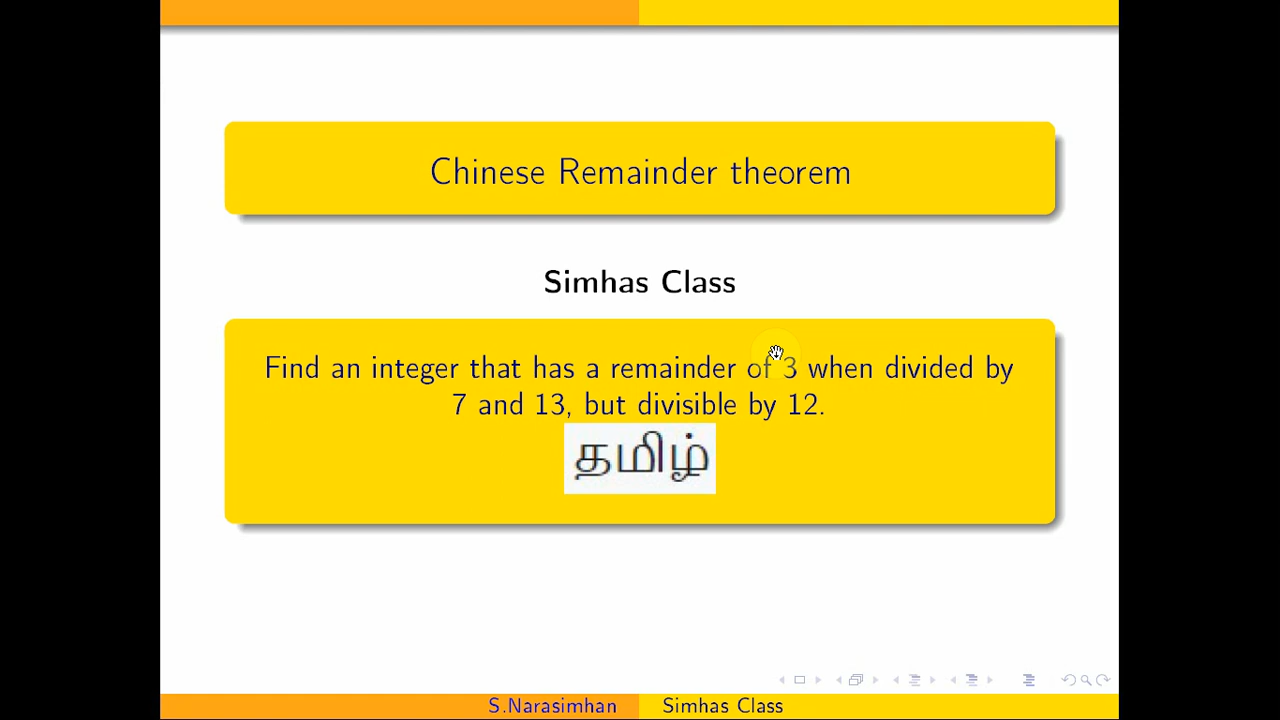 Chinese Remainder theorem
Simhas Class
Find an integer that has a remainder of 3 when divided by
7 and 13, but divisible by 12.
தமிழ்
S.Narasimhan
Simhas Class